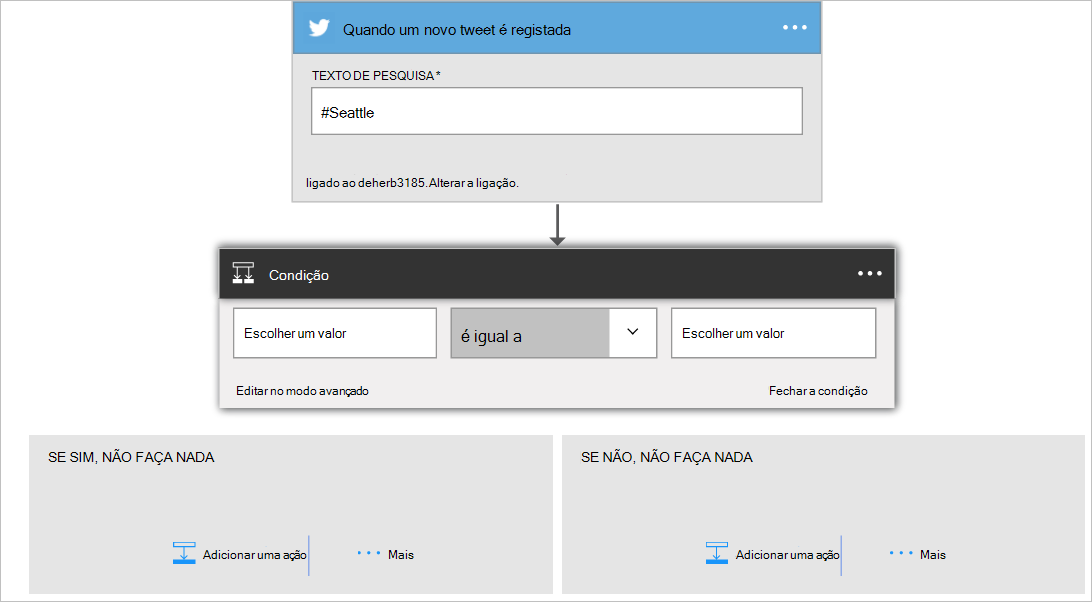 Quando um novo tweet é registada
TEXTO DE PESQUISA*
#Seattle
ligado ao deherb3185.Alterar a ligação.
Condição
Escolher um valor
é igual a
Escolher um valor
Editar no modo avançado
Fechar a condição
SE SIM, NÃO FAÇA NADA
SE NÃO, NÃO FAÇA NADA
Adicionar uma ação
Mais
Adicionar uma ação
Mais